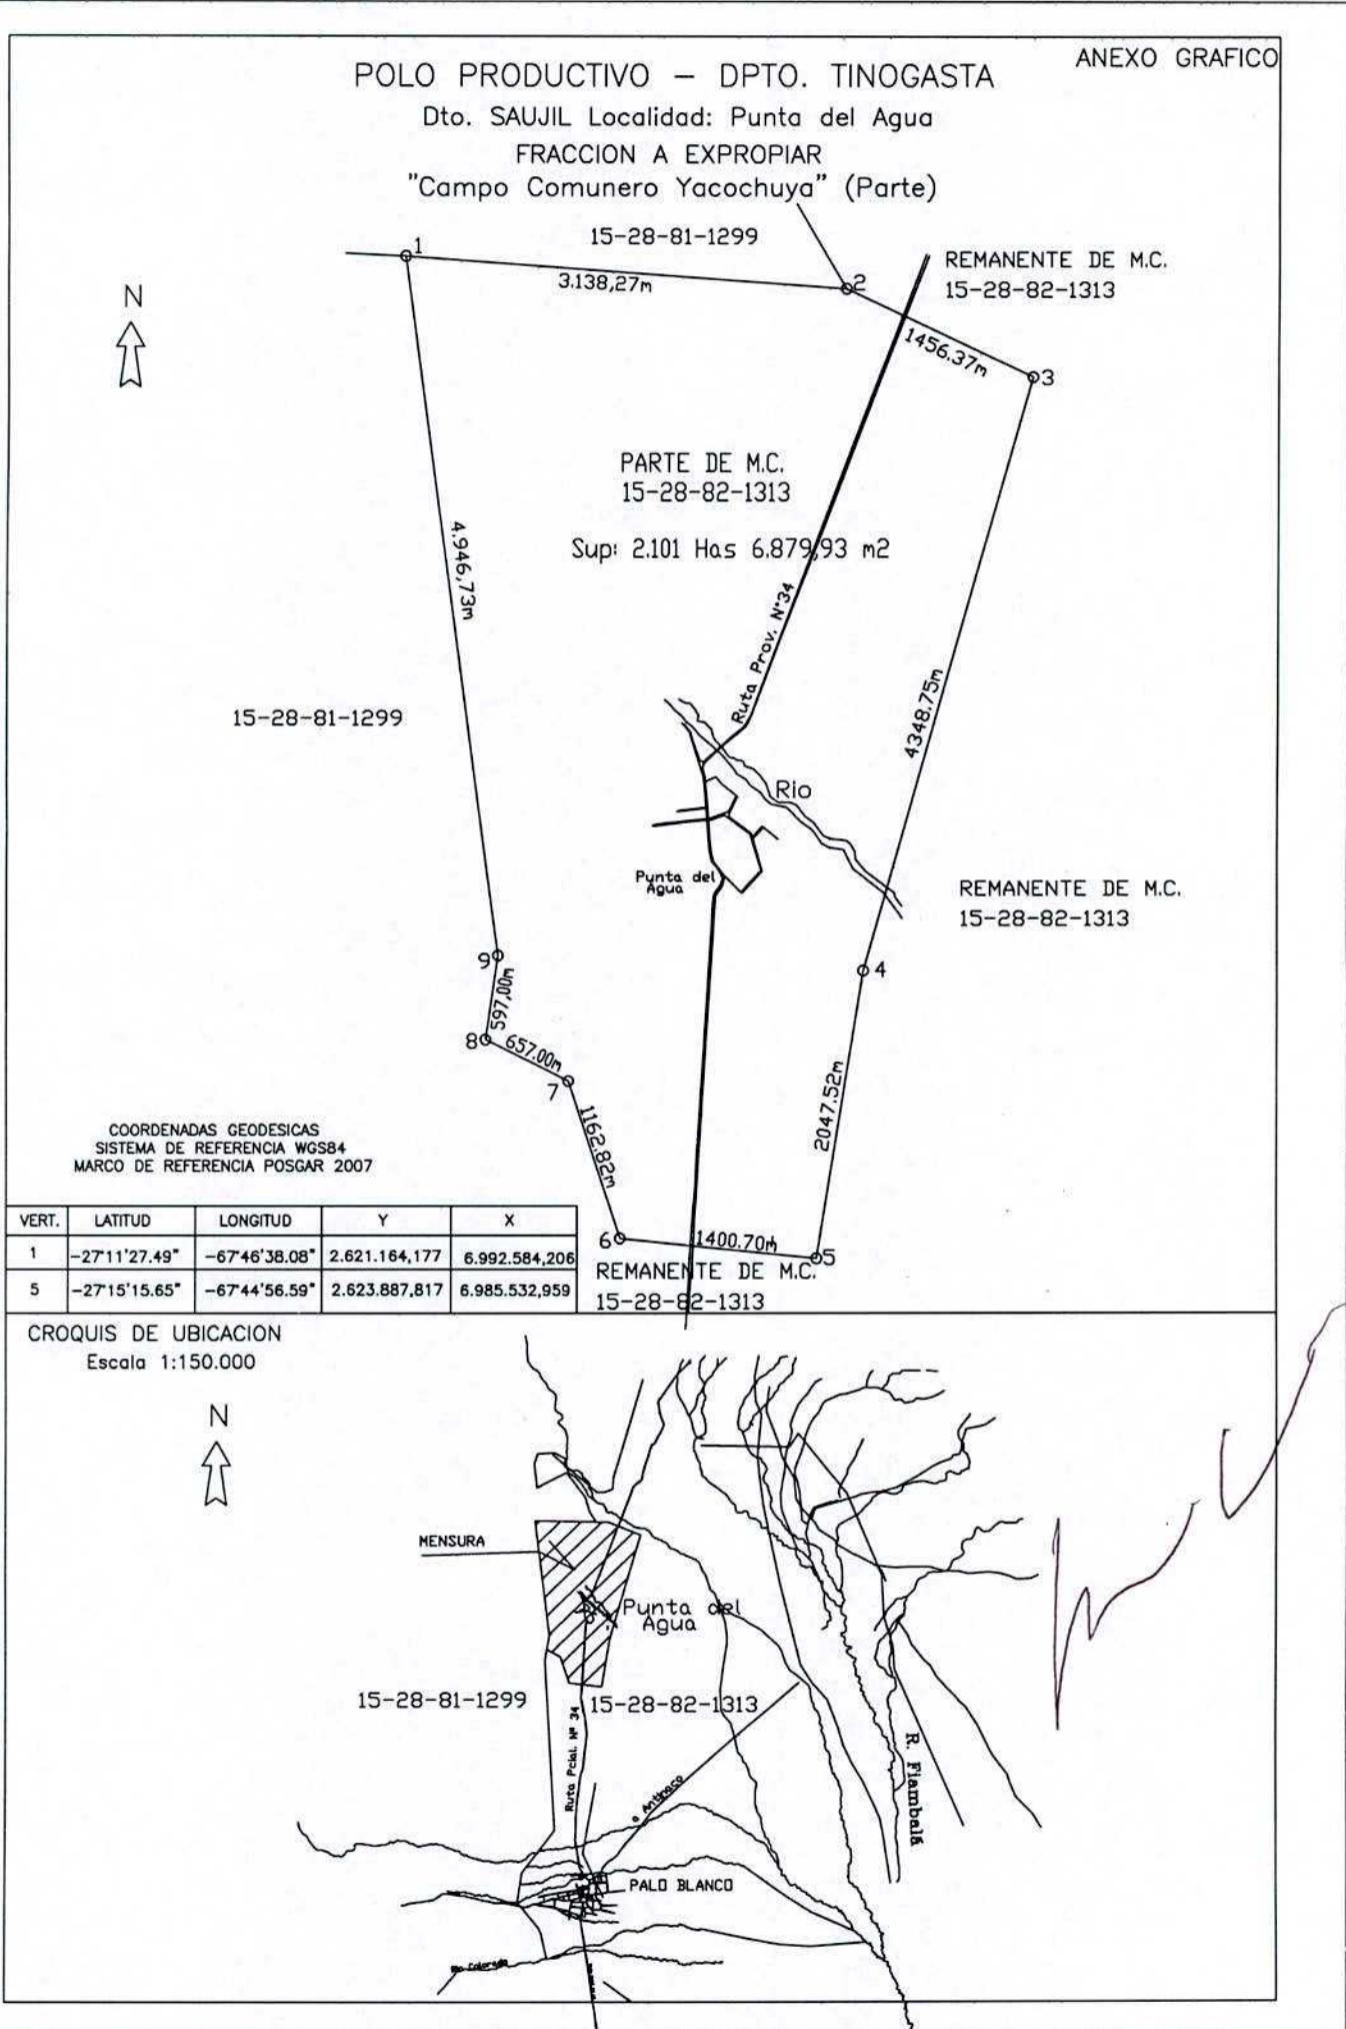 ANEXO GRAFICO
POLO PRODUCTIVO – DPTO. TINOGASTA
Dto. SAUJIL Localidad: Punta del Agua
FRACCION A EXPROPIAR
"Campo Comunero Yacochuya" (Parte)
1
15-28-81-1299
3.138,27m
2
REMANENTE DE M.C.
15-28-82-1313
N
1456.37m
3
PARTE DE M.C.
15-28-82-1313
Sup: 2.101 Has 6.879,93 m2
4.946,73m
Ruta Prov. N°34
4348.75m
15-28-81-1299
Rio
Punta del
Agua
REMANENTE DE M.C.
15-28-82-1313
9
4
597,00m
8
657.00m
7
1162.82m
2047.52m
COORDENADAS GEODESICAS
SISTEMA DE REFERENCIA WGS84
MARCO DE REFERENCIA POSGAR 2007
VERT. LATITUD LONGITUD Y X
1 -27°11'27.49" -67°46'38.08" 2.621.164,177 6.992.584,206
5 -27°15'15.65" -67°44'56.59" 2.623.887,817 6.985.532,959
6
1400.70m
5
REMANENTE DE M.C.
15-28-82-1313
CROQUIS DE UBICACION
Escala 1:150.000
N
MENSURA
Punta del
Agua
15-28-81-1299
15-28-82-1313
Ruta Pcial. Nº 34
R. Fiambalá
a Antinaco
PALO BLANCO
Rio Colorado